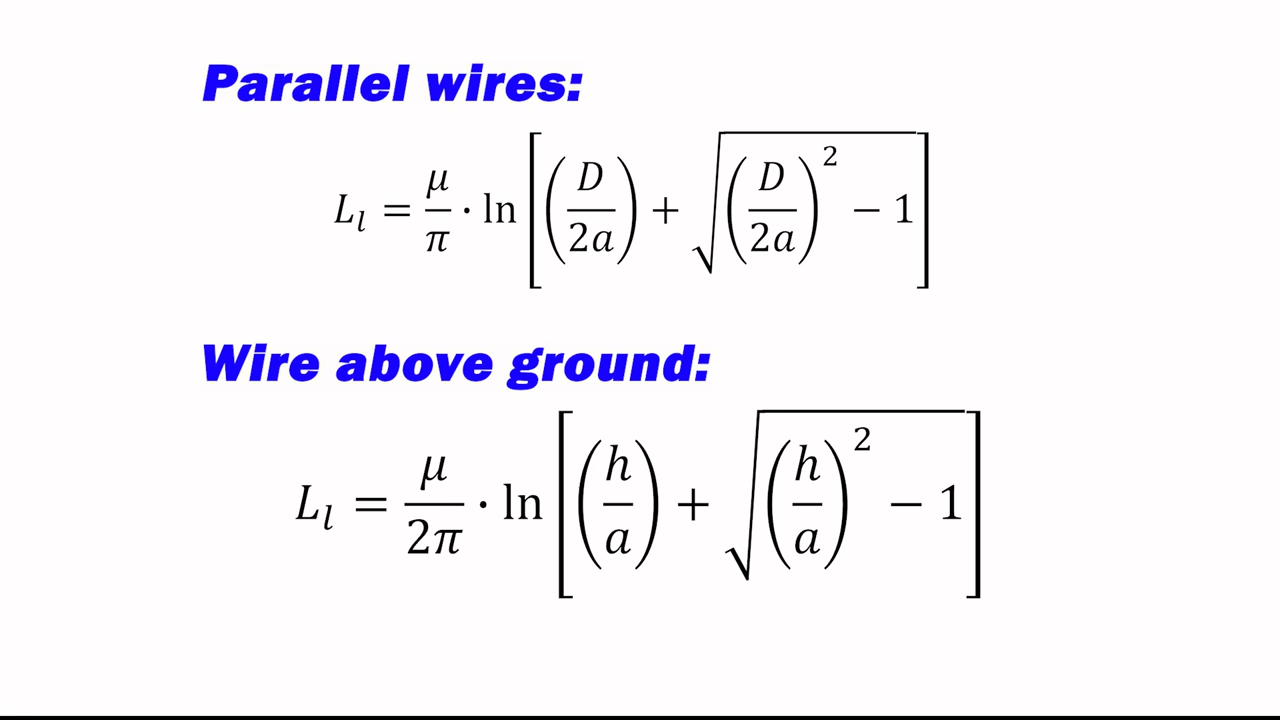 Parallel wires:
L_l = μ/π · ln[(D/2a) + √((D/2a)² − 1)]
Wire above ground:
L_l = μ/2π · ln[(h/a) + √((h/a)² − 1)]